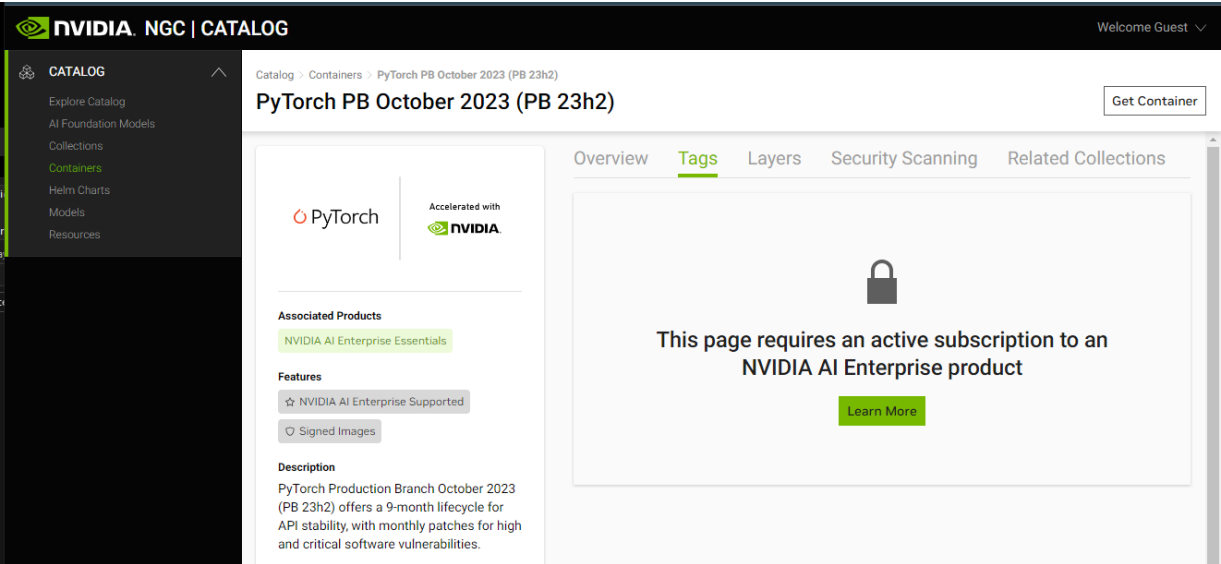 NVIDIA. NGC | CATALOG
Welcome Guest
CATALOG
Explore Catalog
AI Foundation Models
Collections
Containers
Helm Charts
Models
Resources
Catalog > Containers > PyTorch PB October 2023 (PB 23h2)
PyTorch PB October 2023 (PB 23h2)
Get Container
PyTorch
Accelerated with
NVIDIA.
Associated Products
NVIDIA AI Enterprise Essentials
Features
NVIDIA AI Enterprise Supported
Signed Images
Description
PyTorch Production Branch October 2023
(PB 23h2) offers a 9-month lifecycle for
API stability, with monthly patches for high
and critical software vulnerabilities.
Overview Tags Layers Security Scanning Related Collections
This page requires an active subscription to an
NVIDIA AI Enterprise product
Learn More